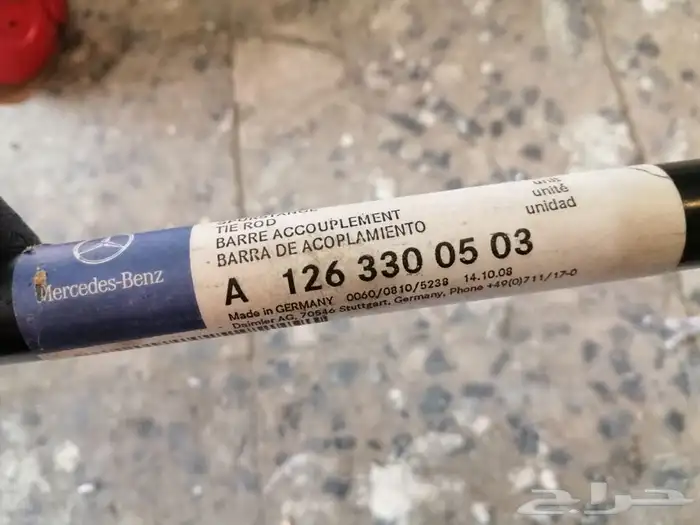 Mercedes-Benz
TIE ROD
BARRE ACCOUPLEMENT
BARRA DE ACOPLAMIENTO
unité
unidad
A 126 330 05 03
Made in GERMANY 0060/0810/5238 14.10.08
Daimler AG, 70546 Stuttgart, Germany, Phone +49(0)711/17-0
حراج